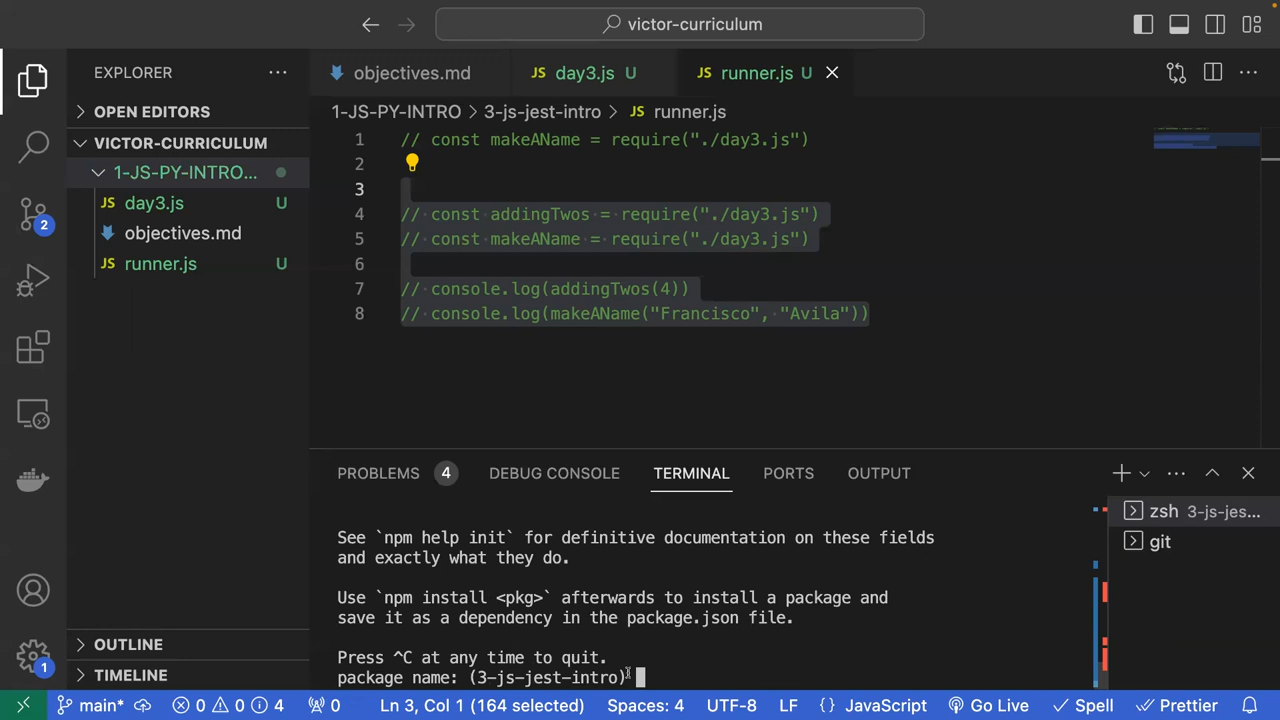 victor-curriculum
EXPLORER
objectives.md
day3.js U
runner.js U
OPEN EDITORS
1-JS-PY-INTRO > 3-js-jest-intro > JS runner.js
VICTOR-CURRICULUM
1-JS-PY-INTRO...
JS day3.js U
objectives.md
JS runner.js U
1 // const makeAName = require("./day3.js")
2
3
4 // const addingTwos = require("./day3.js")
5 // const makeAName = require("./day3.js")
6
7 // console.log(addingTwos(4))
8 // console.log(makeAName("Francisco", "Avila"))
2
PROBLEMS 4 DEBUG CONSOLE TERMINAL PORTS OUTPUT
See `npm help init` for definitive documentation on these fields
and exactly what they do.
Use `npm install <pkg>` afterwards to install a package and
save it as a dependency in the package.json file.
Press ^C at any time to quit.
package name: (3-js-jest-intro)
zsh 3-js-jes...
git
OUTLINE
TIMELINE
1
main* 0 0 4 0 Ln 3, Col 1 (164 selected) Spaces: 4 UTF-8 LF {} JavaScript Go Live Spell Prettier